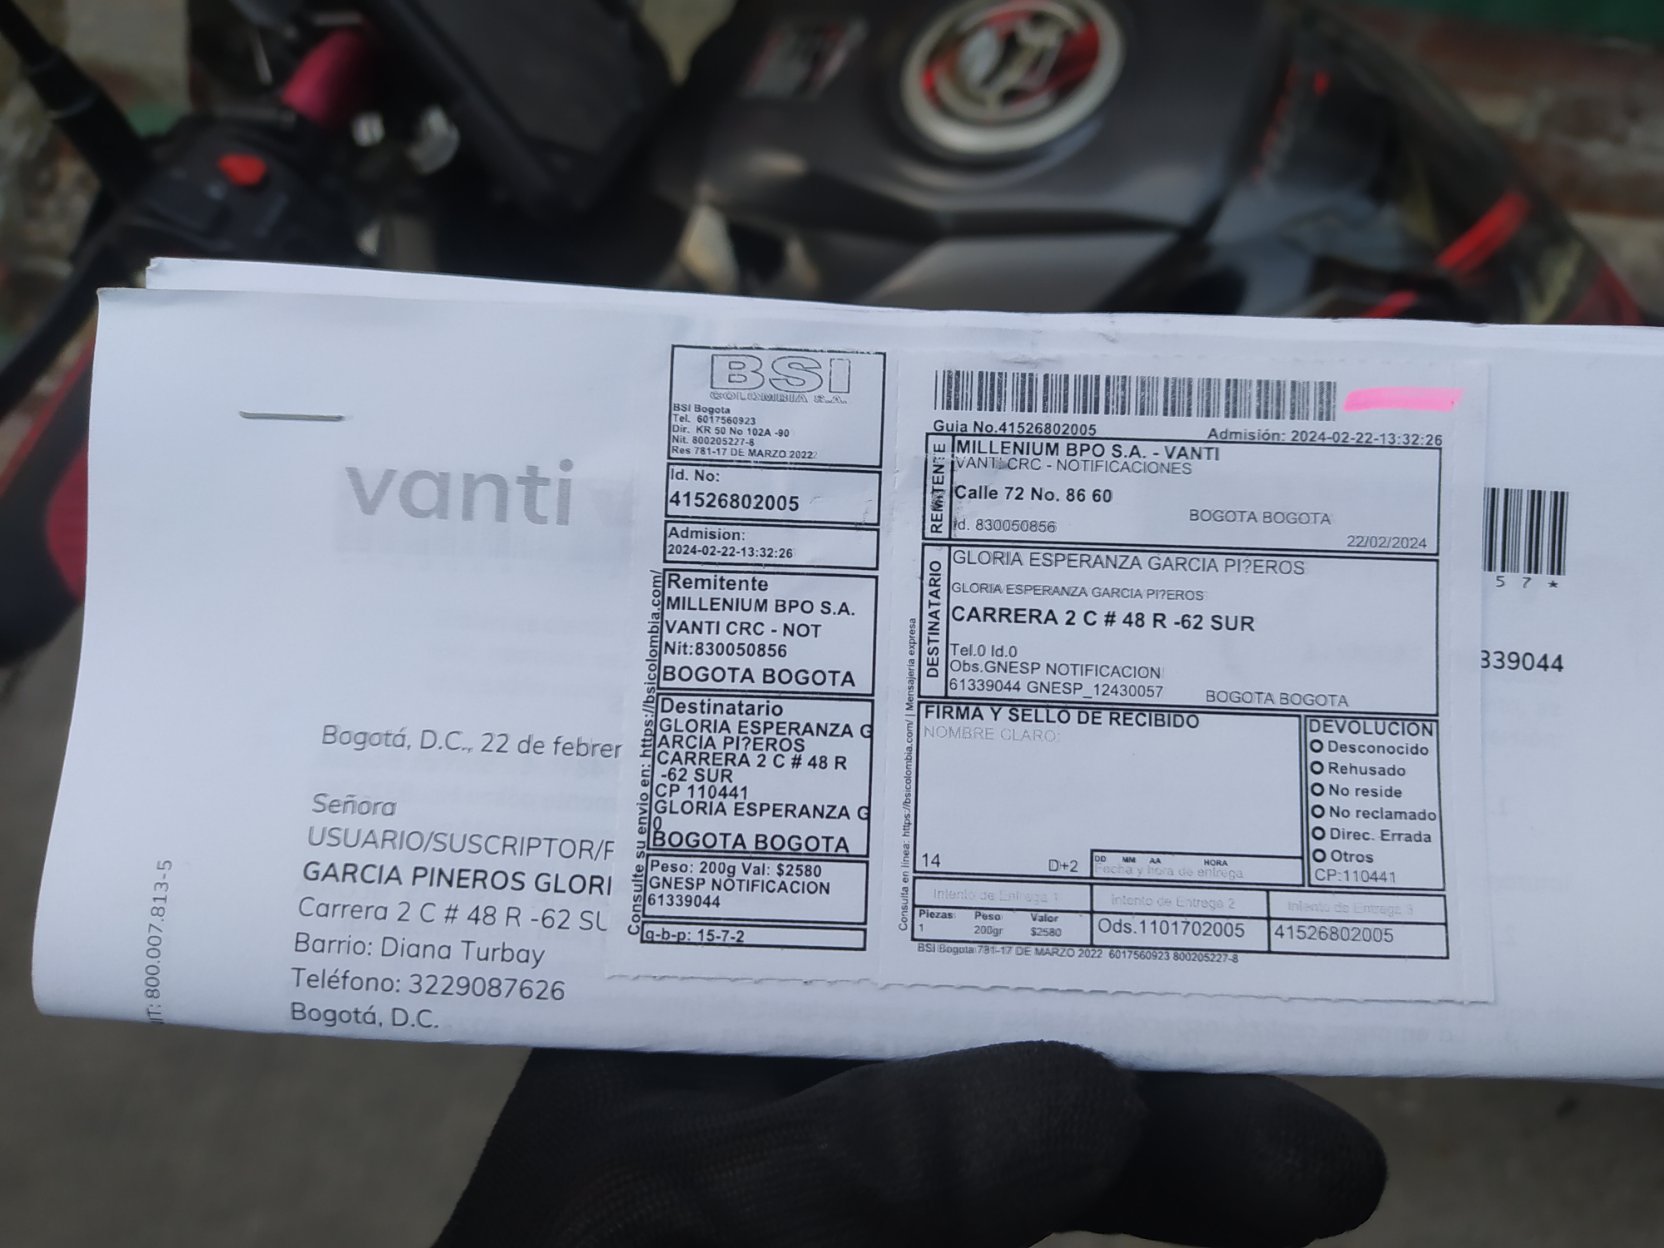 vanti
Bogotá, D.C., 22 de febrer
Señora
USUARIO/SUSCRIPTOR/P
GARCIA PINEROS GLORI
Carrera 2 C # 48 R -62 SU
Barrio: Diana Turbay
Teléfono: 3229087626
Bogotá, D.C.
IT: 800.007.813-5
BSI
COLOMBIA S.A.
BSI Bogota
Tel. 6017560923
Dir. KR 50 No 102A -90
Nit. 800205227-8
Res 781-17 DE MARZO 2022
Id. No:
41526802005
Admision:
2024-02-22-13:32:26
Remitente
MILLENIUM BPO S.A.
VANTI CRC - NOT
Nit:830050856
BOGOTA BOGOTA
Destinatario
GLORIA ESPERANZA G
ARCIA PI?EROS
CARRERA 2 C # 48 R
-62 SUR
CP 110441
GLORIA ESPERANZA G
0
BOGOTA BOGOTA
Peso: 200g Val: $2580
GNESP NOTIFICACION
61339044
g-b-p: 15-7-2
Consulte su envio en: https://bsicolombia.com/
Guia No.41526802005
Admisión: 2024-02-22-13:32:26
REMITENTE
MILLENIUM BPO S.A. - VANTI
VANTI CRC - NOTIFICACIONES
Calle 72 No. 86 60
BOGOTA BOGOTA
Id. 830050856
22/02/2024
DESTINATARIO
GLORIA ESPERANZA GARCIA PI?EROS
GLORIA ESPERANZA GARCIA PI?EROS
CARRERA 2 C # 48 R -62 SUR
Tel.0 Id.0
Obs.GNESP NOTIFICACION
61339044 GNESP_12430057
BOGOTA BOGOTA
FIRMA Y SELLO DE RECIBIDO
NOMBRE CLARO:
14
D+2
DD MM AA HORA
Fecha y hora de entrega
DEVOLUCION
Desconocido
Rehusado
No reside
No reclamado
Direc. Errada
Otros
CP:110441
Intento de Entrega 1
Intento de Entrega 2
Intento de Entrega 3
Piezas Peso Valor
1 200gr $2580
Ods.1101702005
41526802005
BSI Bogota 781-17 DE MARZO 2022 6017560923 800205227-8
Consulta en linea: https://bsicolombia.com/ | Mensajeria expresa
5 7 *
339044